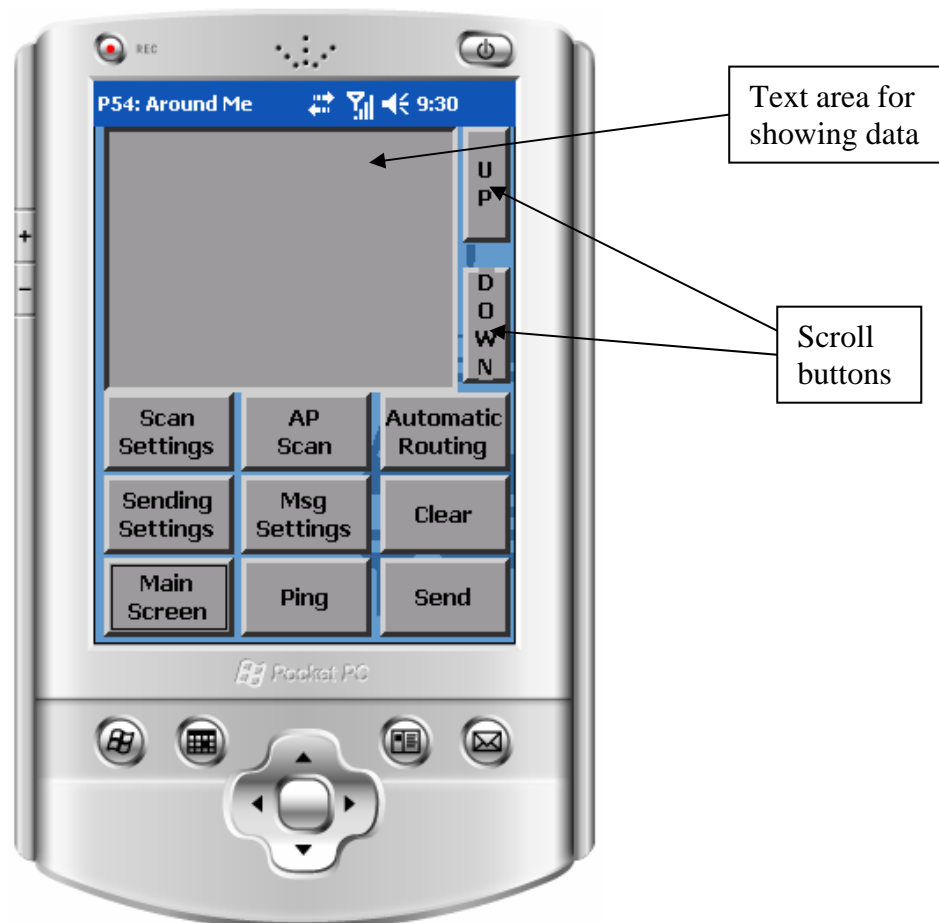 REC
P54: Around Me 9:30
Text area for
showing data
U
P
D
O
W
N
Scroll
buttons
Scan
Settings
AP
Scan
Automatic
Routing
Sending
Settings
Msg
Settings
Clear
Main
Screen
Ping
Send
Pocket PC
+
-